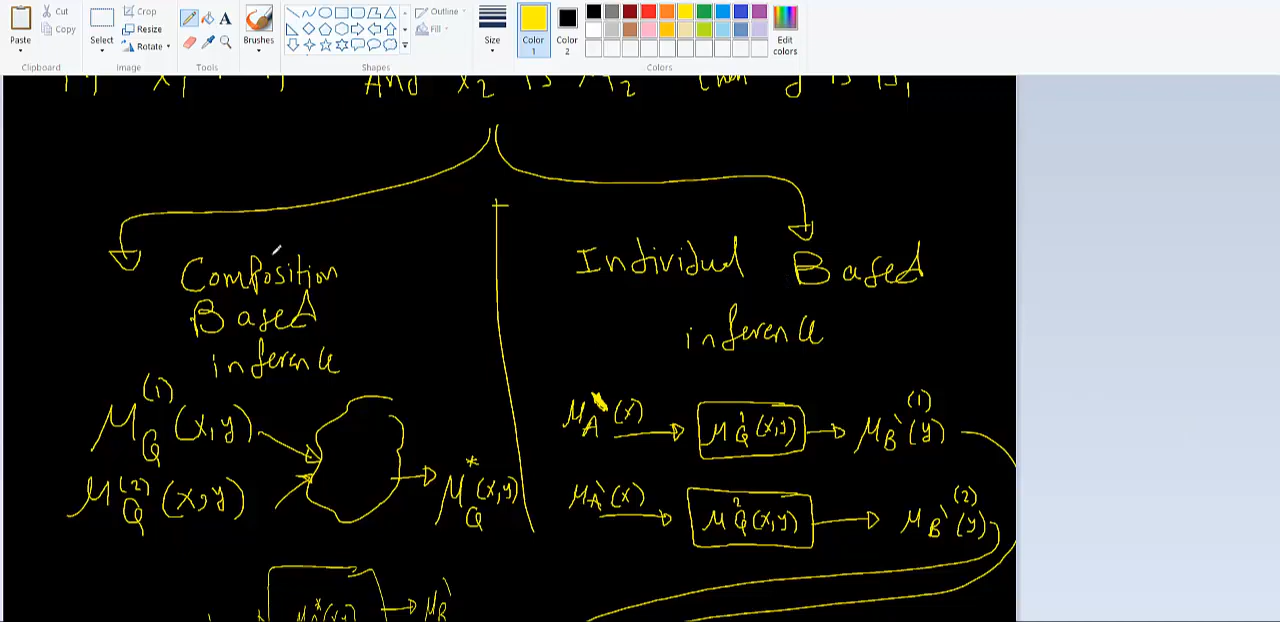 Paste
Cut
Copy
Clipboard
Select
Crop
Resize
Rotate
Image
Tools
Brushes
Shapes
Outline
Fill
Size
Color 1
Color 2
Edit colors
Colors
And x2 is then y is B1
Composition
Based
inference
μQ(1)(x,y)
μQ(2)(x,y)
μQ*(x,y)
Individual Based
inference
μA'(x)
μQ1(x,y)
μB'(1)(y)
μA'(x)
μQ2(x,y)
μB'(2)(y)
μB'